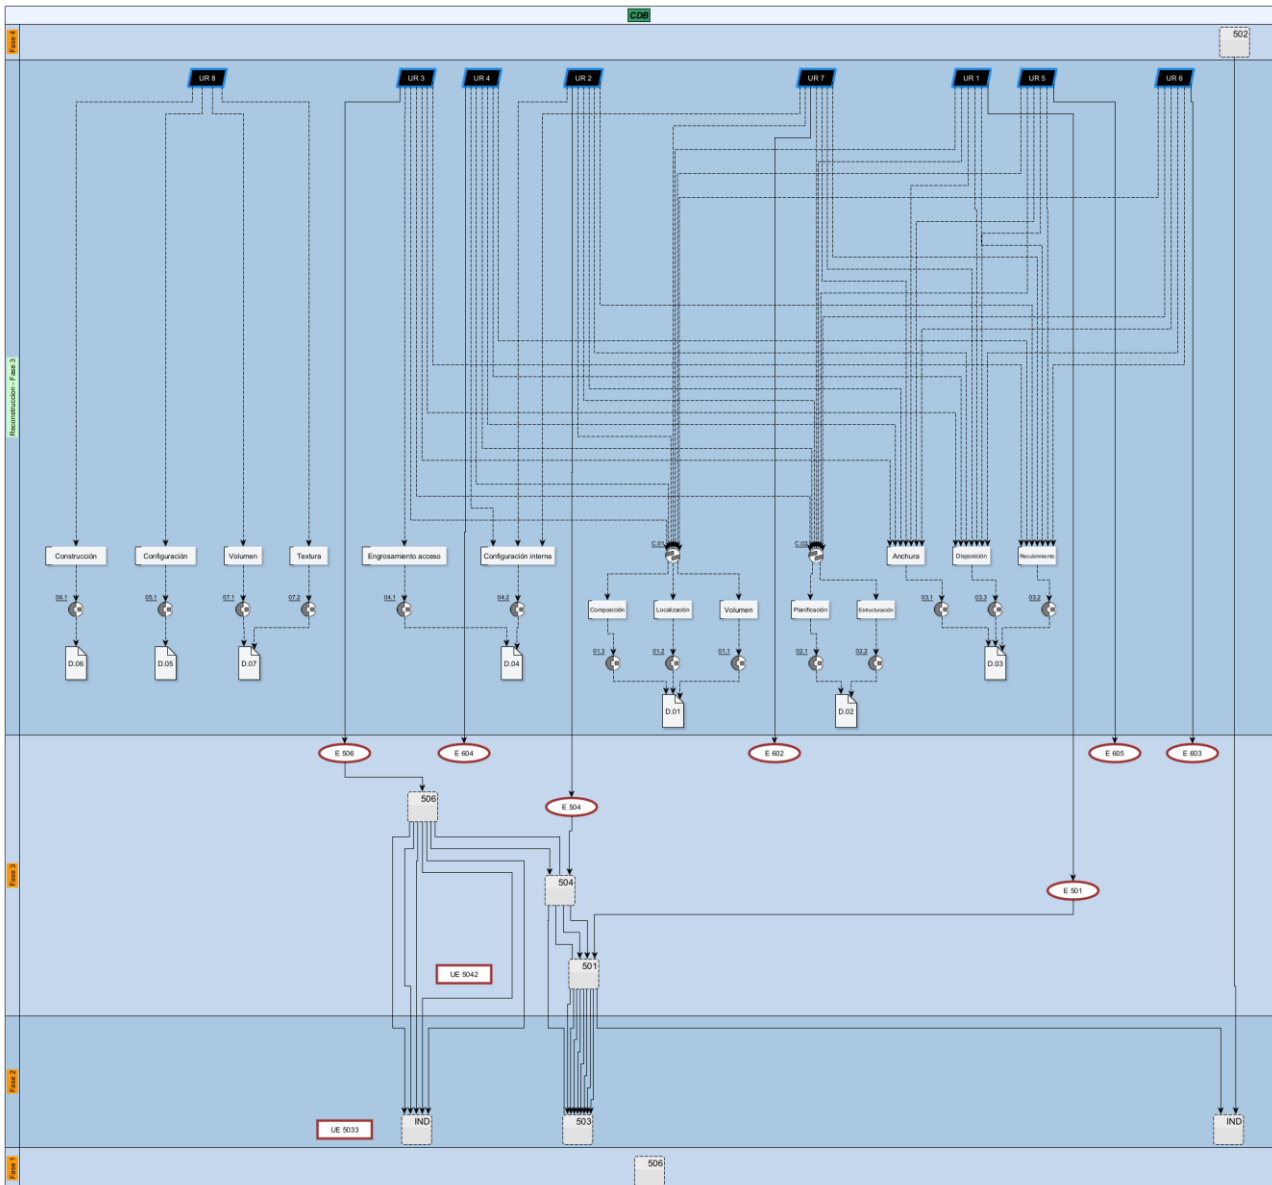 CDB
Fase 4
502
UR 8
UR 3
UR 4
UR 2
UR 7
UR 1
UR 5
UR 6
Reconstruccion - Fase 3
Construcción
Configuración
Volumen
Textura
Engrosamiento acceso
Configuración interna
C.01
C.02
Anchura
Disposición
Recubrimiento
06.1
05.1
07.1
07.2
04.1
04.2
Composición
Localización
Volumen
Planificación
Estructuración
03.1
03.3
03.2
D.06
D.05
D.07
D.04
01.3
01.2
01.1
02.1
02.2
D.03
D.01
D.02
E 506
E 604
E 602
E 605
E 603
Fase 3
506
E 504
504
E 501
UE 5042
501
Fase 2
UE 5033
IND
503
IND
Fase 1
506